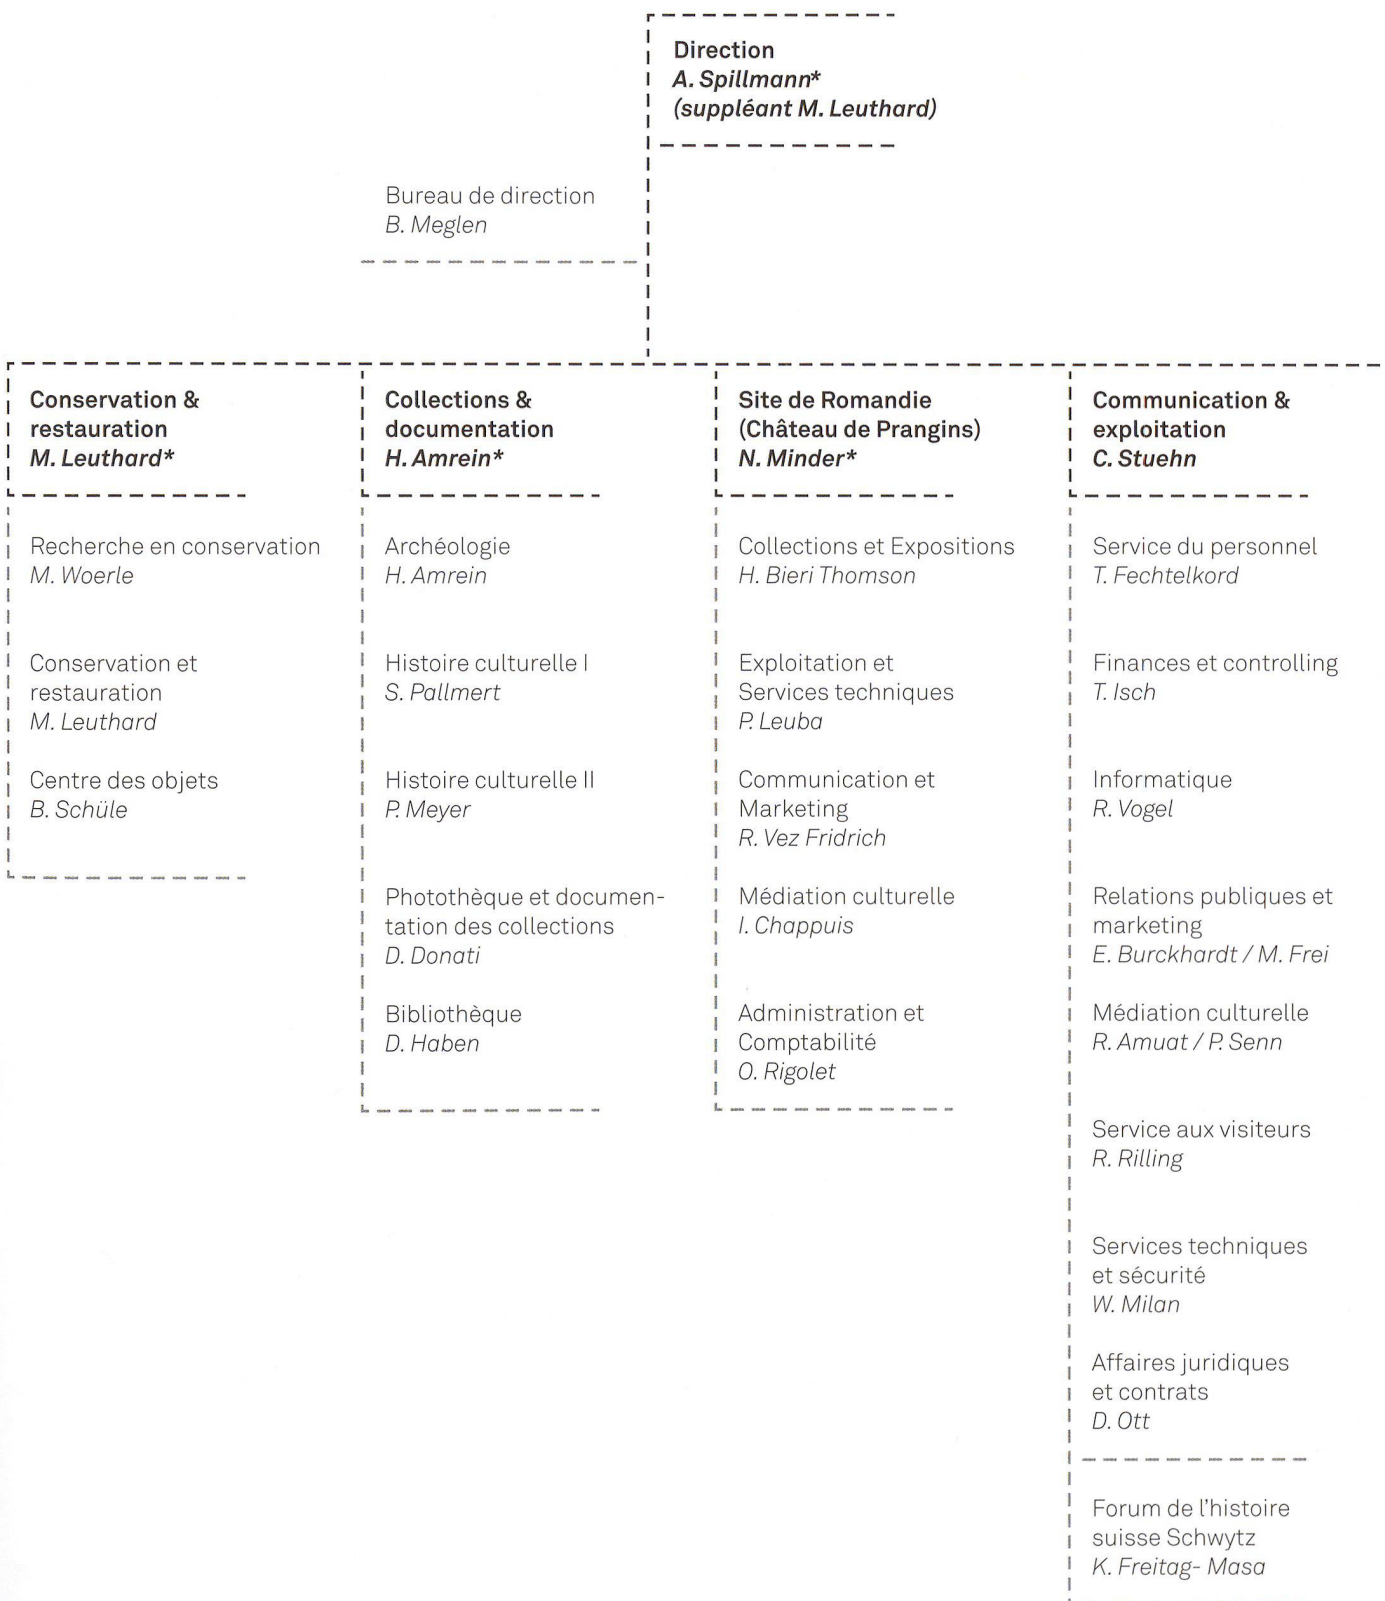 Direction
A. Spillmann*
(suppléant M. Leuthard)
Bureau de direction
B. Meglen
Conservation &
restauration
M. Leuthard*
Recherche en conservation
M. Woerle
Conservation et
restauration
M. Leuthard
Centre des objets
B. Schüle
Collections &
documentation
H. Amrein*
Archéologie
H. Amrein
Histoire culturelle I
S. Pallmert
Histoire culturelle II
P. Meyer
Photothèque et documen-
tation des collections
D. Donati
Bibliothèque
D. Haben
Site de Romandie
(Château de Prangins)
N. Minder*
Collections et Expositions
H. Bieri Thomson
Exploitation et
Services techniques
P. Leuba
Communication et
Marketing
R. Vez Fridrich
Médiation culturelle
I. Chappuis
Administration et
Comptabilité
O. Rigolet
Communication &
exploitation
C. Stuehn
Service du personnel
T. Fechtelkord
Finances et controlling
T. Isch
Informatique
R. Vogel
Relations publiques et
marketing
E. Burckhardt / M. Frei
Médiation culturelle
R. Amuat / P. Senn
Service aux visiteurs
R. Rilling
Services techniques
et sécurité
W. Milan
Affaires juridiques
et contrats
D. Ott
Forum de l'histoire
suisse Schwytz
K. Freitag- Masa